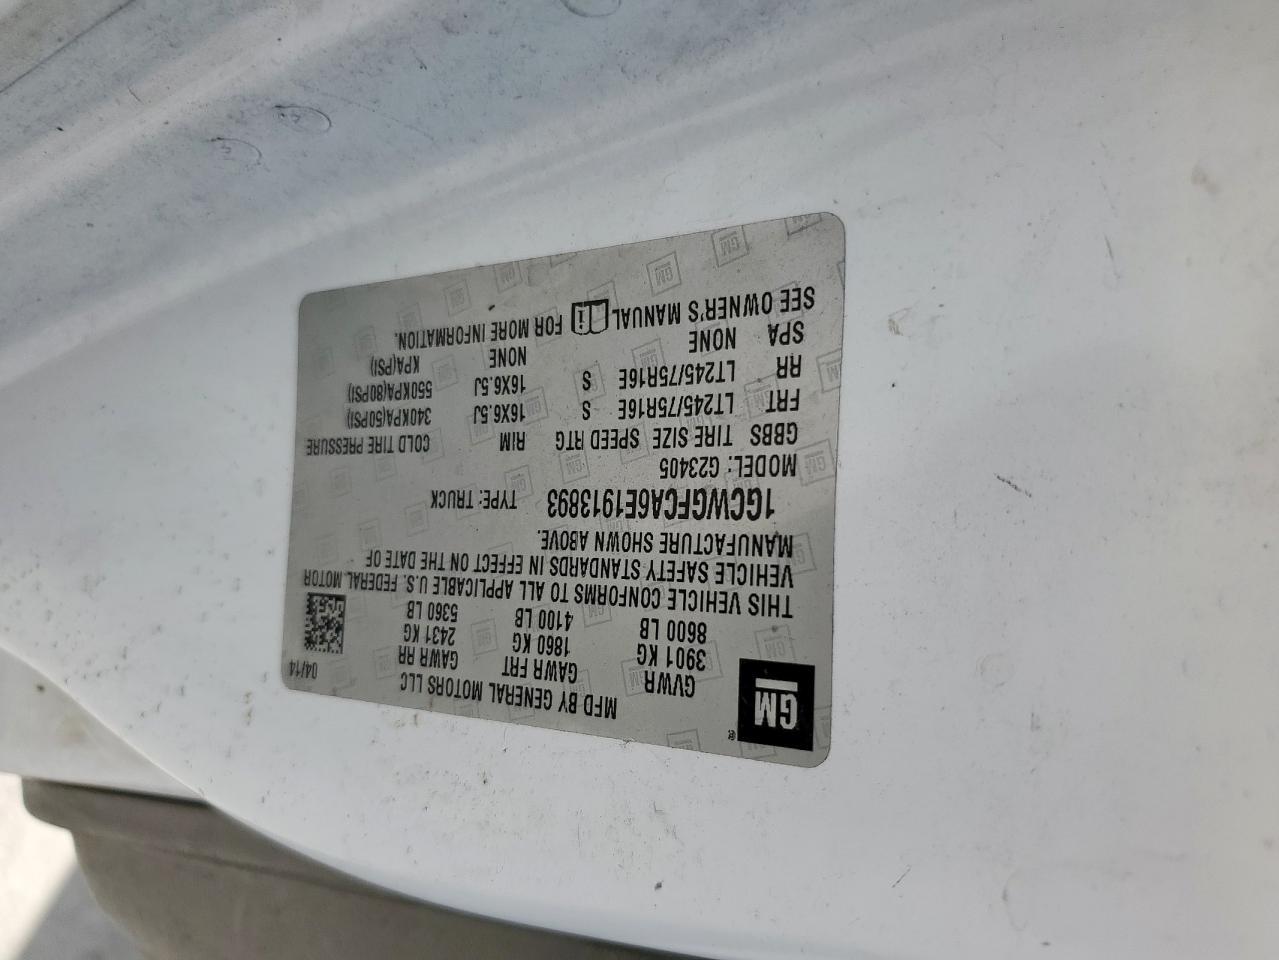 GM ®
MFD BY GENERAL MOTORS LLC 04/14
GVWR GAWR FRT GAWR RR
3901 KG 1860 KG 2431 KG
8600 LB 4100 LB 5360 LB
THIS VEHICLE CONFORMS TO ALL APPLICABLE U.S. FEDERAL MOTOR
VEHICLE SAFETY STANDARDS IN EFFECT ON THE DATE OF
MANUFACTURE SHOWN ABOVE.
1GCWGFCA6E1913893 TYPE: TRUCK
MODEL: G23405
GBBS TIRE SIZE SPEED RTG RIM COLD TIRE PRESSURE
FRT LT245/75R16E S 16X6.5J 340KPA(50PSI)
RR LT245/75R16E S 16X6.5J 550KPA(80PSI)
SPA NONE NONE KPA(PSI)
SEE OWNER'S MANUAL i FOR MORE INFORMATION.